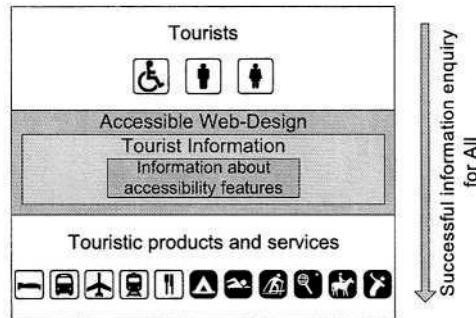 Tourists
Accessible Web-Design
Tourist Information
Information about
accessibility features
Touristic products and services
Successful information enquiry
for All